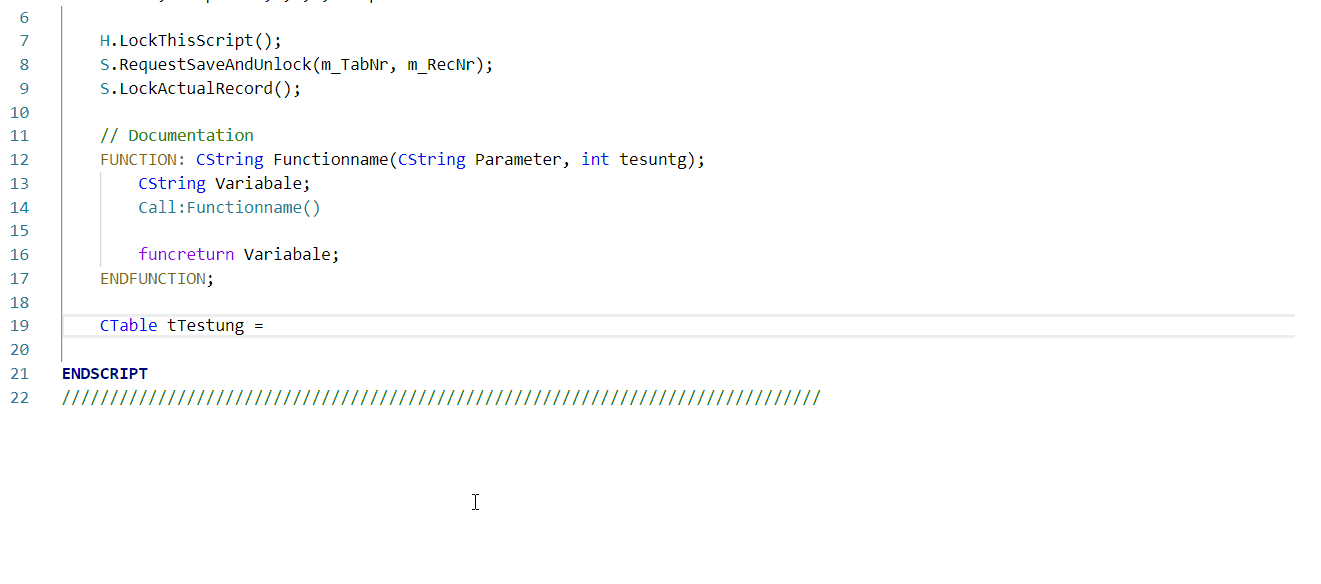 6
7 H.LockThisScript();
8 S.RequestSaveAndUnlock(m_TabNr, m_RecNr);
9 S.LockActualRecord();
10
11 // Documentation
12 FUNCTION: CString Functionname(CString Parameter, int tesuntg);
13 CString Variabale;
14 Call:Functionname()
15
16 funcreturn Variabale;
17 ENDFUNCTION;
18
19 CTable tTestung =
20
21 ENDSCRIPT
22 ////////////////////////////////////////////////////////////////////////////////